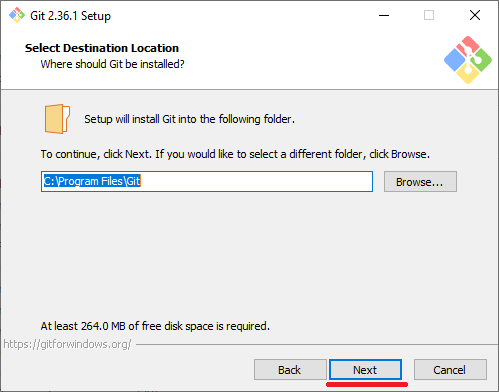 Git 2.36.1 Setup
Select Destination Location
Where should Git be installed?
Setup will install Git into the following folder.
To continue, click Next. If you would like to select a different folder, click Browse.
C:\Program Files\Git
Browse...
At least 264.0 MB of free disk space is required.
https://gitforwindows.org/
Back
Next
Cancel